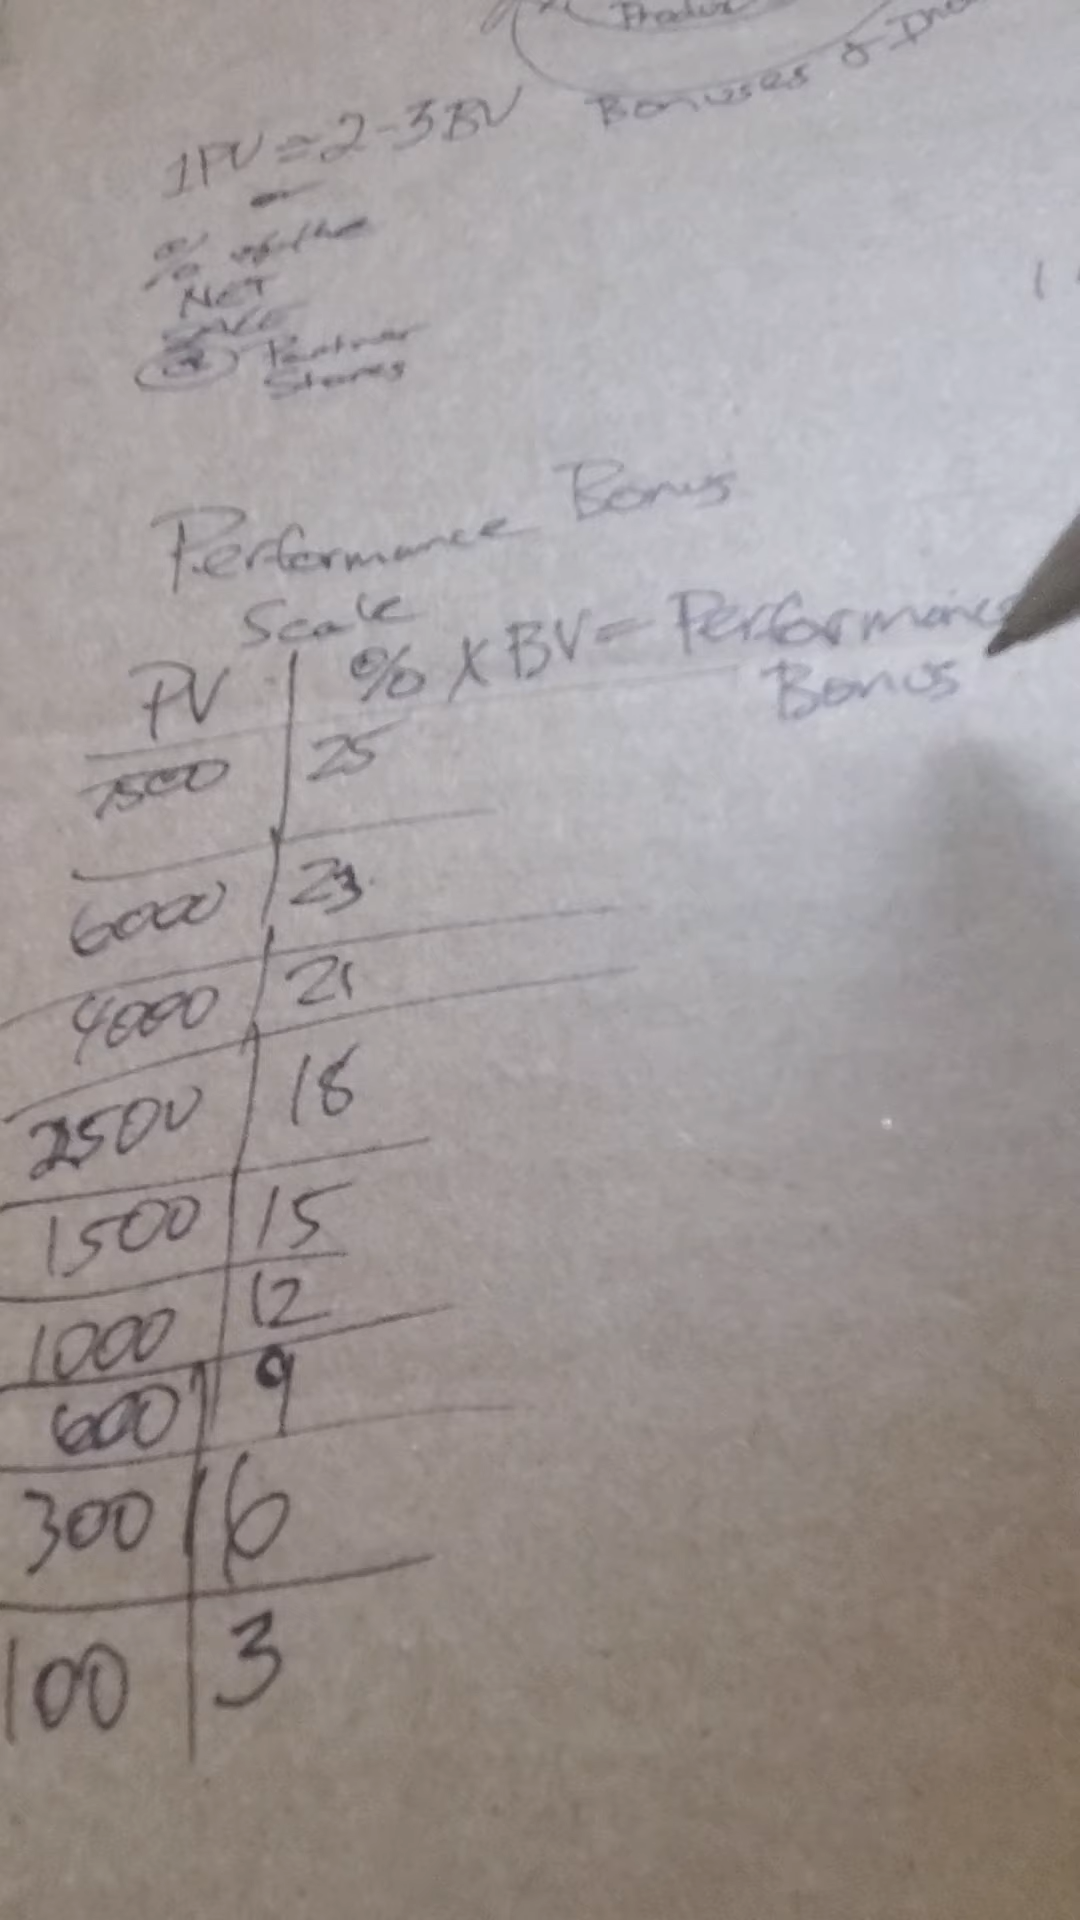 Bonuses &
1PV = 2-3BV
% of the
NET
Partner
Stores
Performance Bonus
Scale
PV % X BV = Performance
Bonus
7500 25
6000 23
4000 21
2500 18
1500 15
1000 12
600 9
300 6
100 3